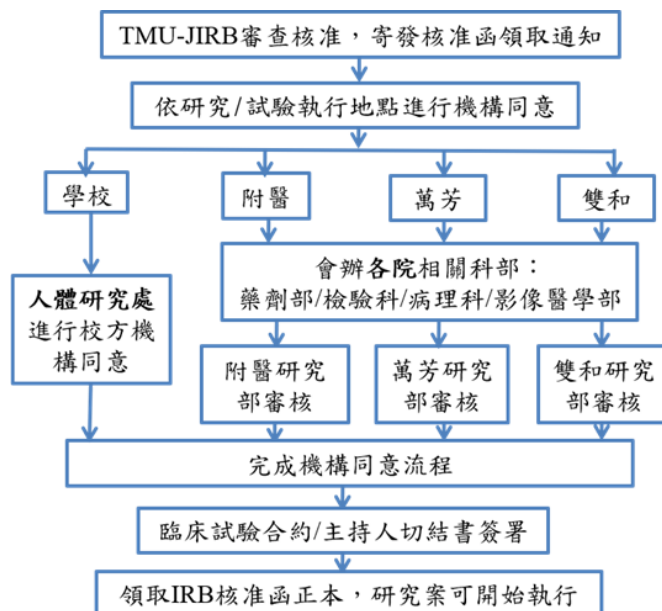 TMU-JIRB審查核准，寄發核准函領取通知
依研究/試驗執行地點進行機構同意
學校
附醫
萬芳
雙和
人體研究處
進行校方機
構同意
會辦各院相關科部：
藥劑部/檢驗科/病理科/影像醫學部
附醫研究
部審核
萬芳研究
部審核
雙和研究
部審核
完成機構同意流程
臨床試驗合約/主持人切結書簽署
領取IRB核准函正本，研究案可開始執行